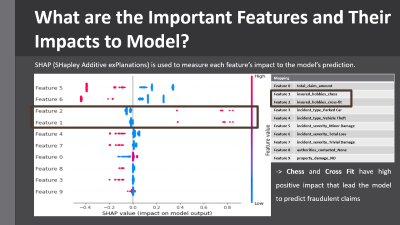 What are the Important Features and Their
Impacts to Model?
SHAP (SHapley Additive exPlanations) is used to measure each feature's impact to the model's prediction.
High
Feature 5
Feature 6
Feature 2
Feature 1
Feature 4
Feature 7
Feature 0
Feature 8
Feature 3
Feature 9
Feature value
Low
−0.4 −0.2 0.0 0.2 0.4 0.6 0.8
SHAP value (impact on model output)
Mapping
Feature 0 total_claim_amount
Feature 1 insured_hobbies_chess
Feature 2 insured_hobbies_cross-fit
Feature 3 incident_type_Parked Car
Feature 4 incident_type_Vehicle Theft
Feature 5 incident_severity_Minor Damage
Feature 6 incident_severity_Total Loss
Feature 7 incident_severity_Trivial Damage
Feature 8 authorities_contacted_None
Feature 9 property_damage_NO
-> Chess and Cross Fit have high
positive impact that lead the model
to predict fraudulent claims